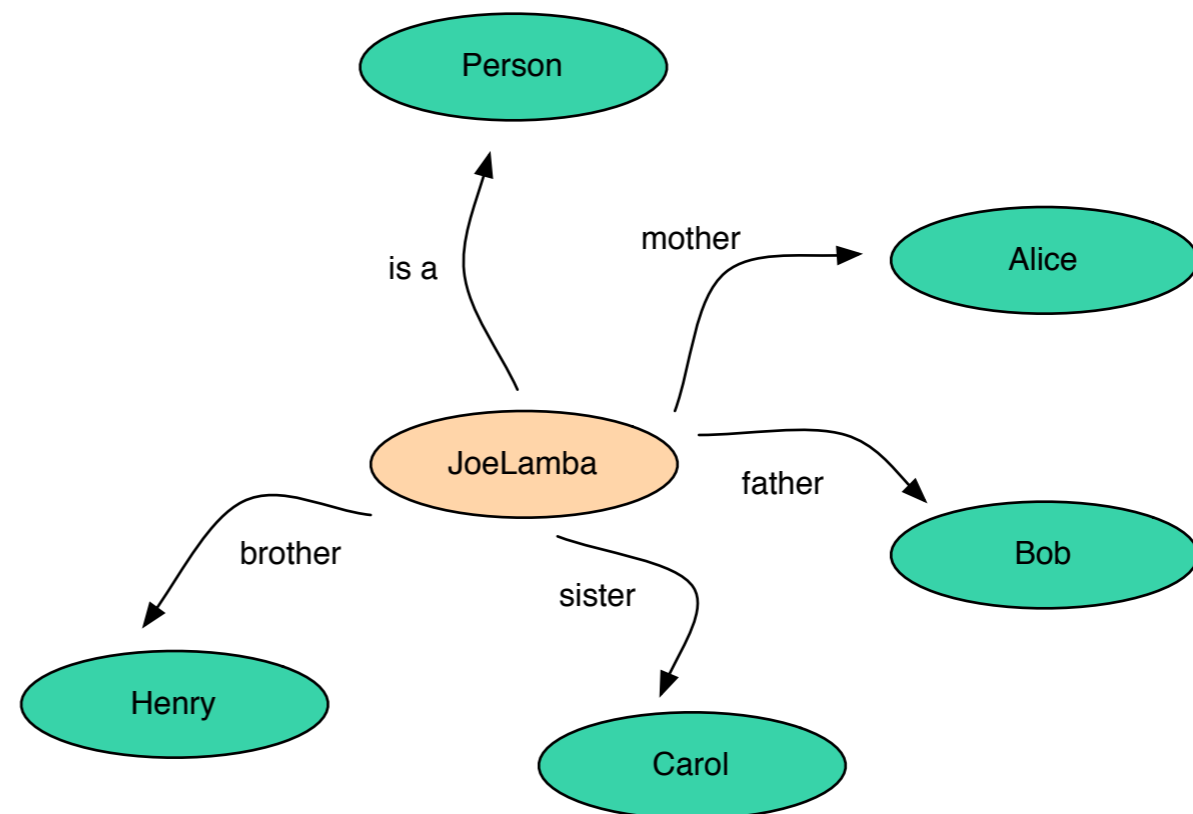 Person
mother
Alice
is a
JoeLamba
father
brother
Bob
sister
Henry
Carol